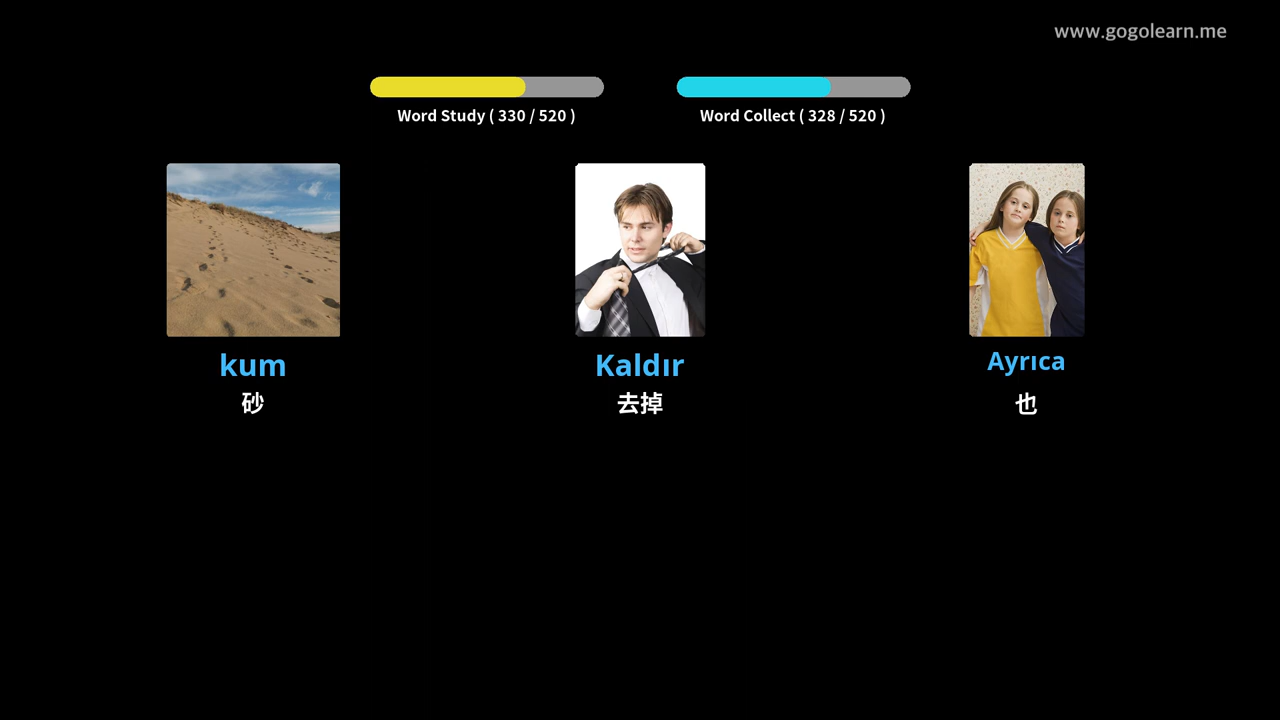 www.gogolearn.me
Word Study ( 330 / 520 )
Word Collect ( 328 / 520 )
kum
砂
Kaldır
去掉
Ayrıca
也